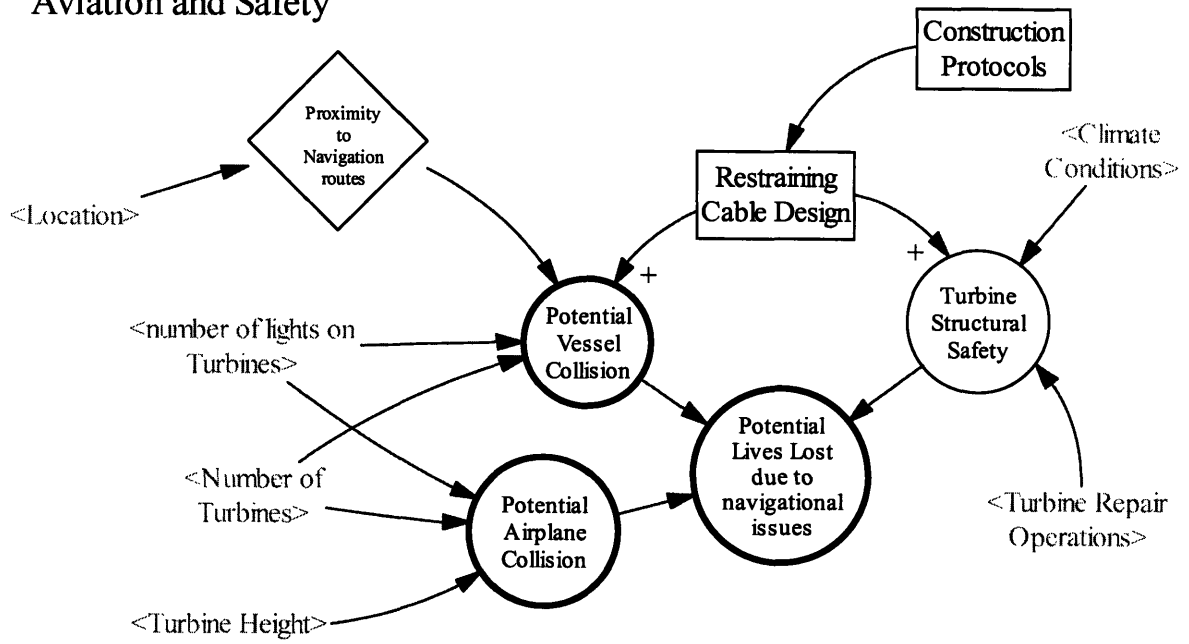 Aviation and Safety
Construction
Protocols
Proximity
to
Navigation
routes
<Climate
Conditions>
Restraining
Cable Design
<Location>
+
+
Turbine
Structural
Safety
Potential
Vessel
Collision
<number of lights on
Turbines>
Potential
Lives Lost
due to
navigational
issues
<Number of
Turbines>
Potential
Airplane
Collision
<Turbine Repair
Operations>
<Turbine Height>